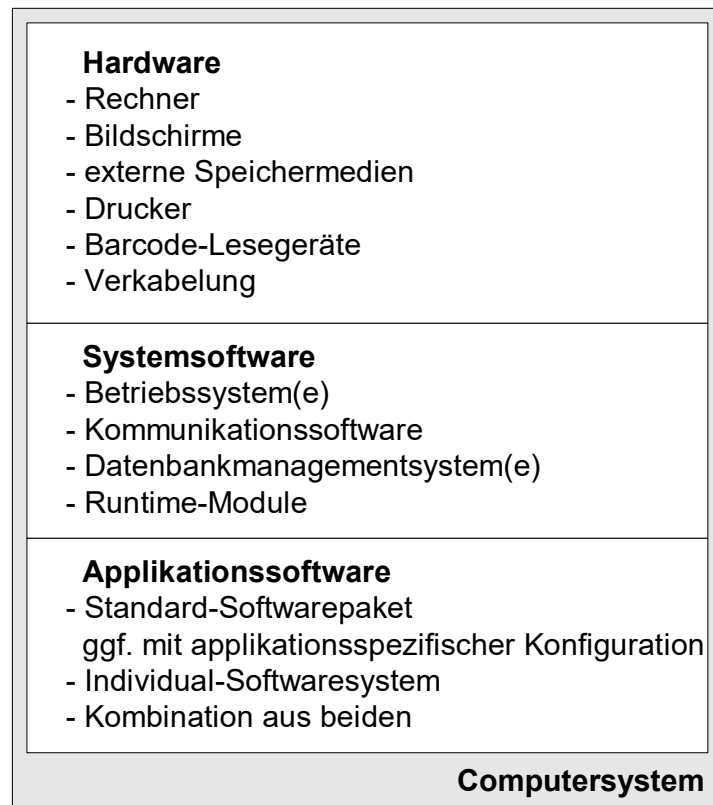 Hardware
- Rechner
- Bildschirme
- externe Speichermedien
- Drucker
- Barcode-Lesegeräte
- Verkabelung
Systemsoftware
- Betriebssystem(e)
- Kommunikationssoftware
- Datenbankmanagementsystem(e)
- Runtime-Module
Applikationssoftware
- Standard-Softwarepaket
ggf. mit applikationsspezifischer Konfiguration
- Individual-Softwaresystem
- Kombination aus beiden
Computersystem